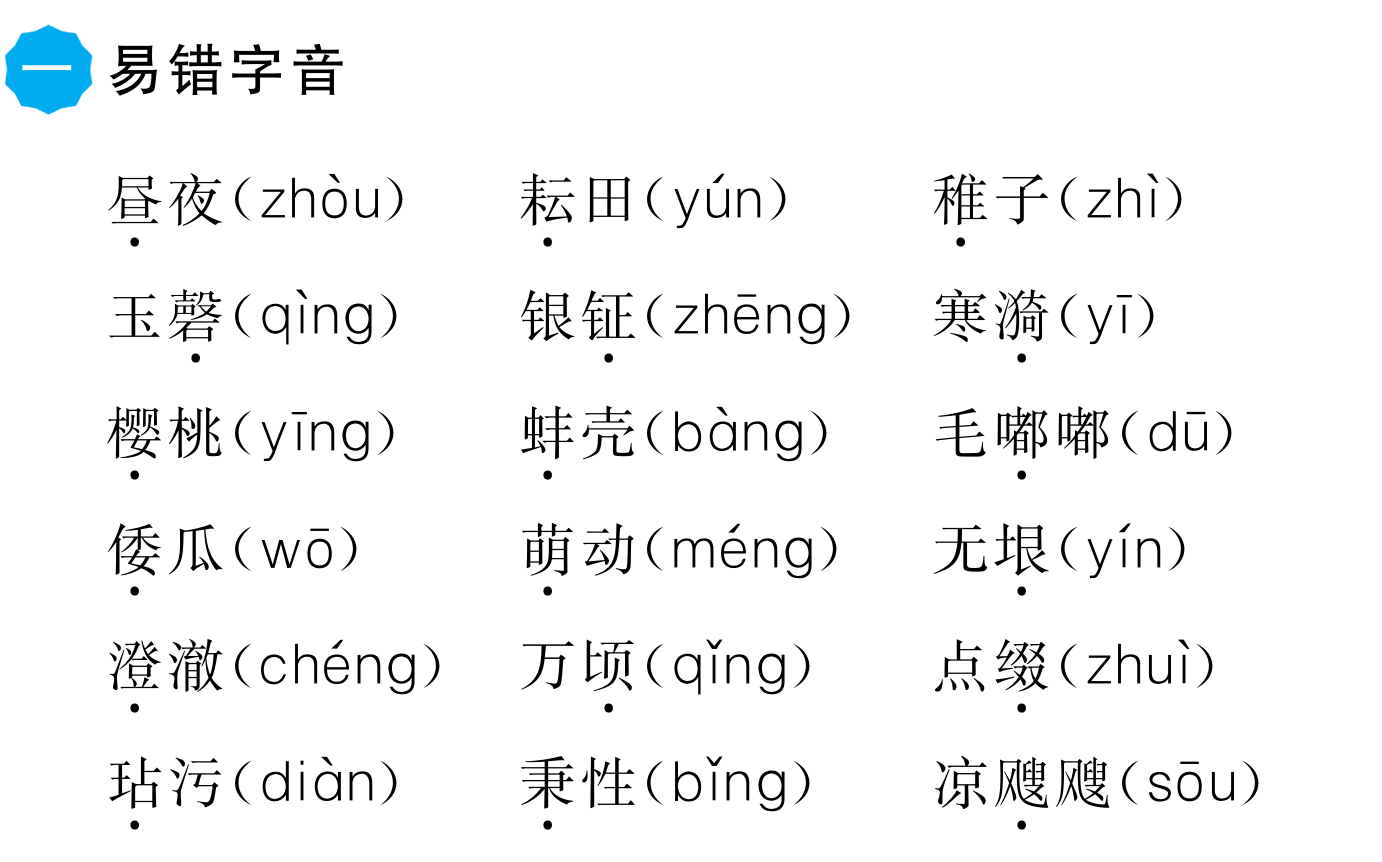 一 易错字音
昼夜(zhòu) 耘田(yún) 稚子(zhì)
玉磬(qìng) 银钲(zhēng) 寒漪(yī)
樱桃(yīng) 蚌壳(bàng) 毛嘟嘟(dū)
倭瓜(wō) 萌动(méng) 无垠(yín)
澄澈(chéng) 万顷(qǐng) 点缀(zhuì)
玷污(diàn) 秉性(bǐng) 凉飕飕(sōu)